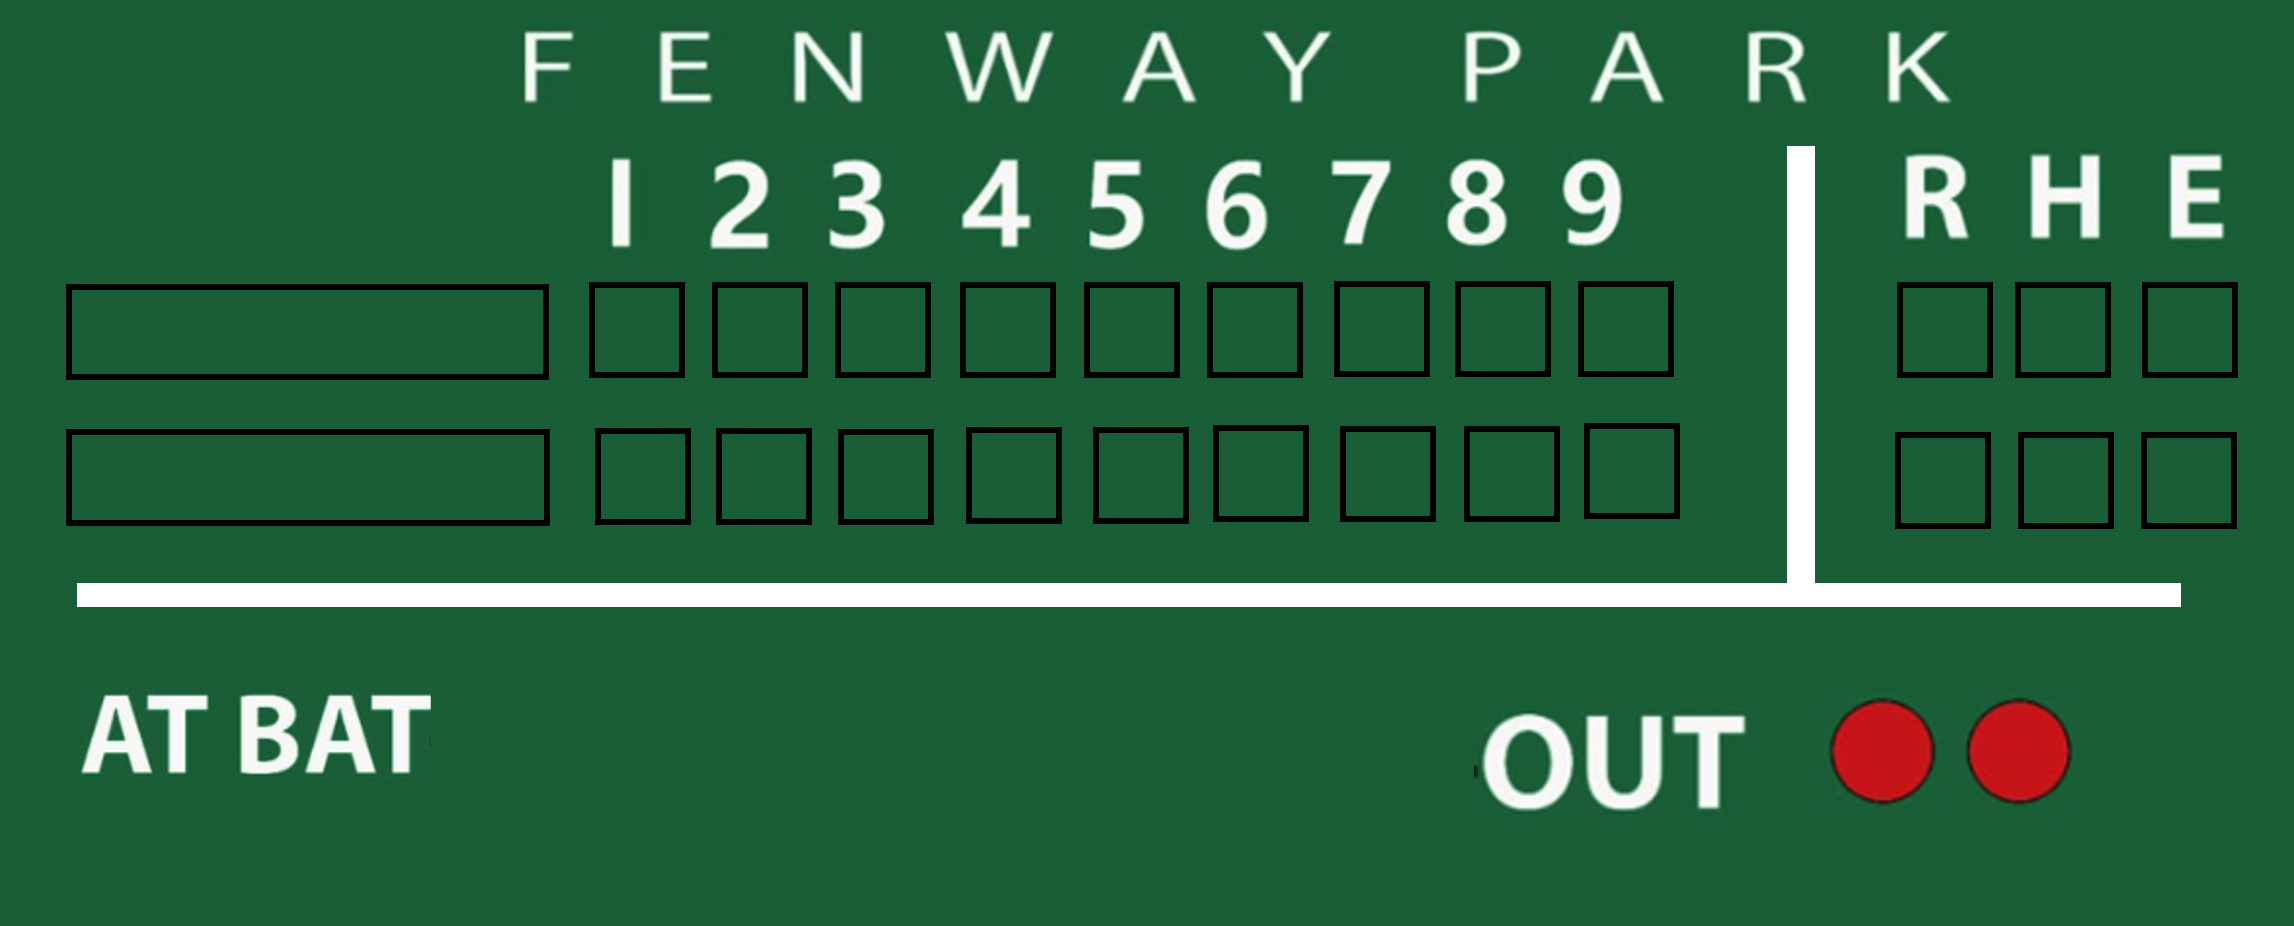 FENWAY PARK
1 2 3 4 5 6 7 8 9 R H E
AT BAT OUT